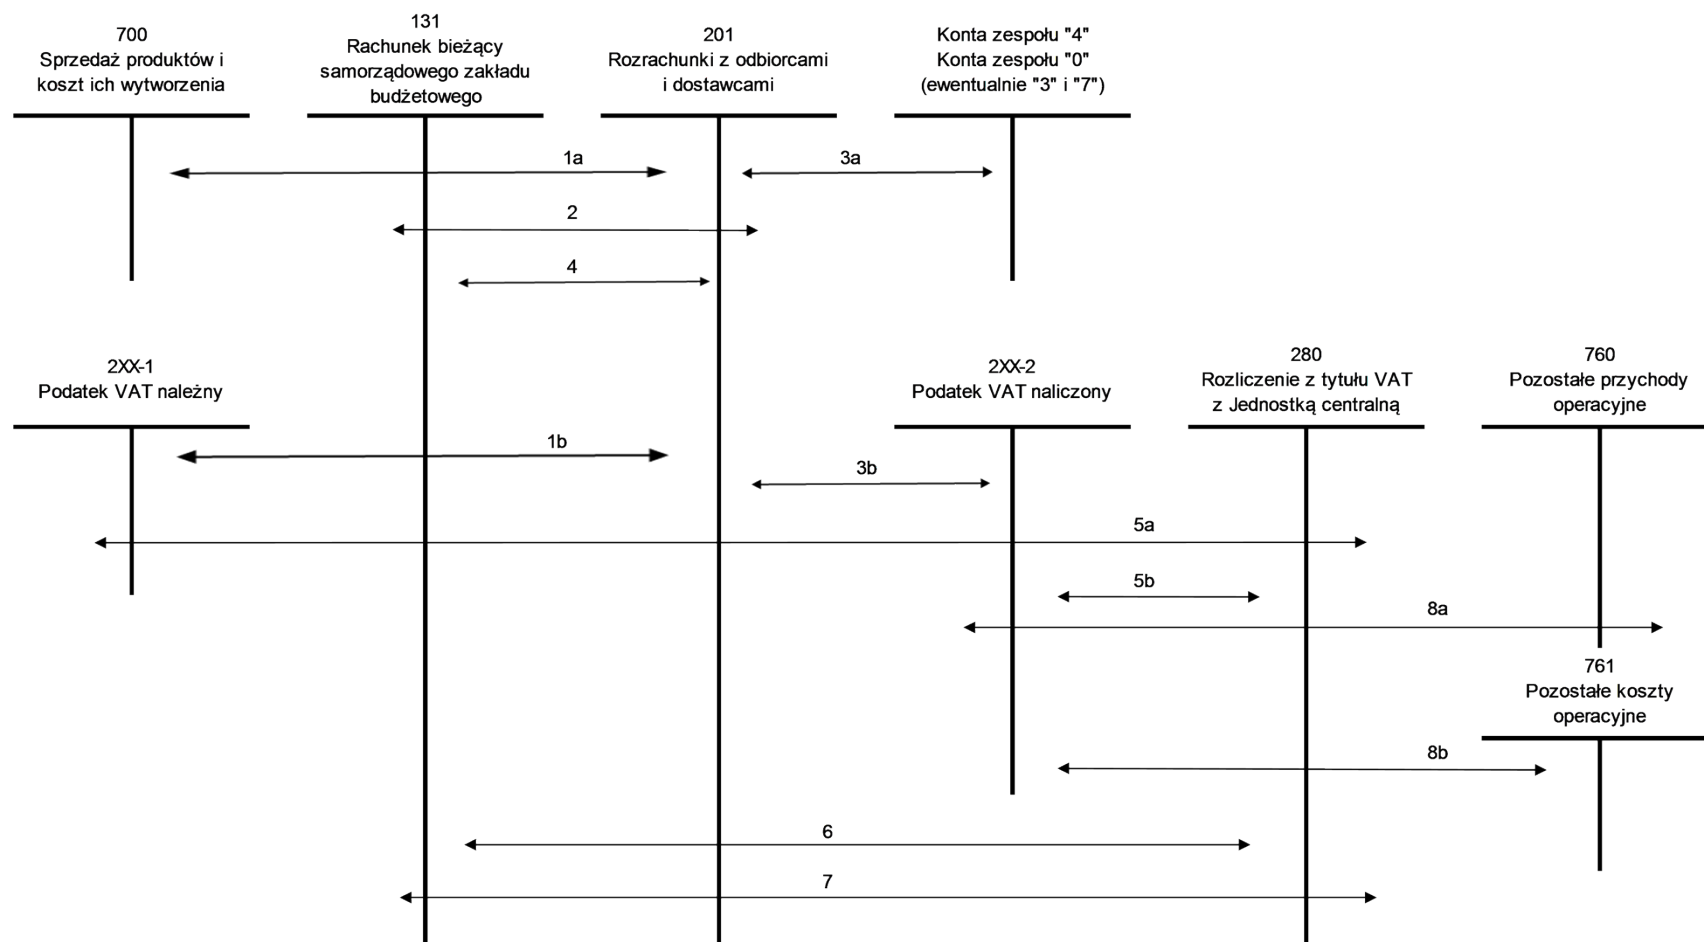 700
Sprzedaż produktów i
koszt ich wytworzenia
131
Rachunek bieżący
samorządowego zakładu
budżetowego
201
Rozrachunki z odbiorcami
i dostawcami
Konta zespołu "4"
Konta zespołu "0"
(ewentualnie "3" i "7")
1a
3a
2
4
2XX-1
Podatek VAT należny
2XX-2
Podatek VAT naliczony
280
Rozliczenie z tytułu VAT
z Jednostką centralną
760
Pozostałe przychody
operacyjne
1b
3b
5a
5b
8a
761
Pozostałe koszty
operacyjne
8b
6
7